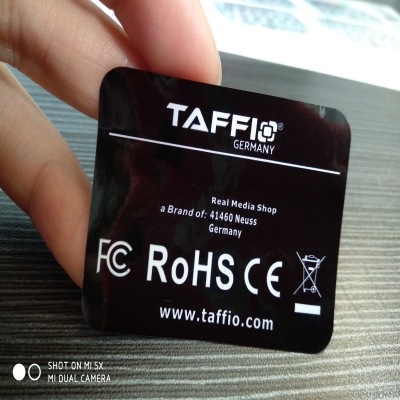 TAFFIO®
GERMANY
Real Media Shop
a Brand of: 41460 Neuss
Germany
FC RoHS CE
www.taffio.com
SHOT ON MI 5X
MI DUAL CAMERA